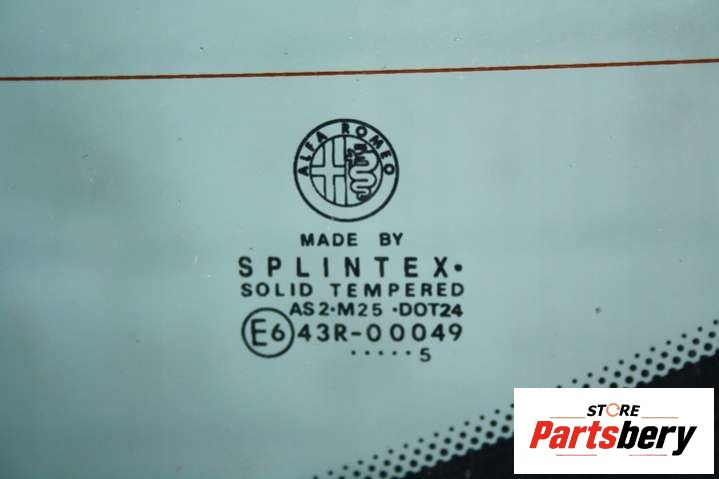 ALFA ROMEO
MADE BY
SPLINTEX•
SOLID TEMPERED
AS2•M25 •DOT24
E6 43R-00049
••••• 5
STORE
Partsbery